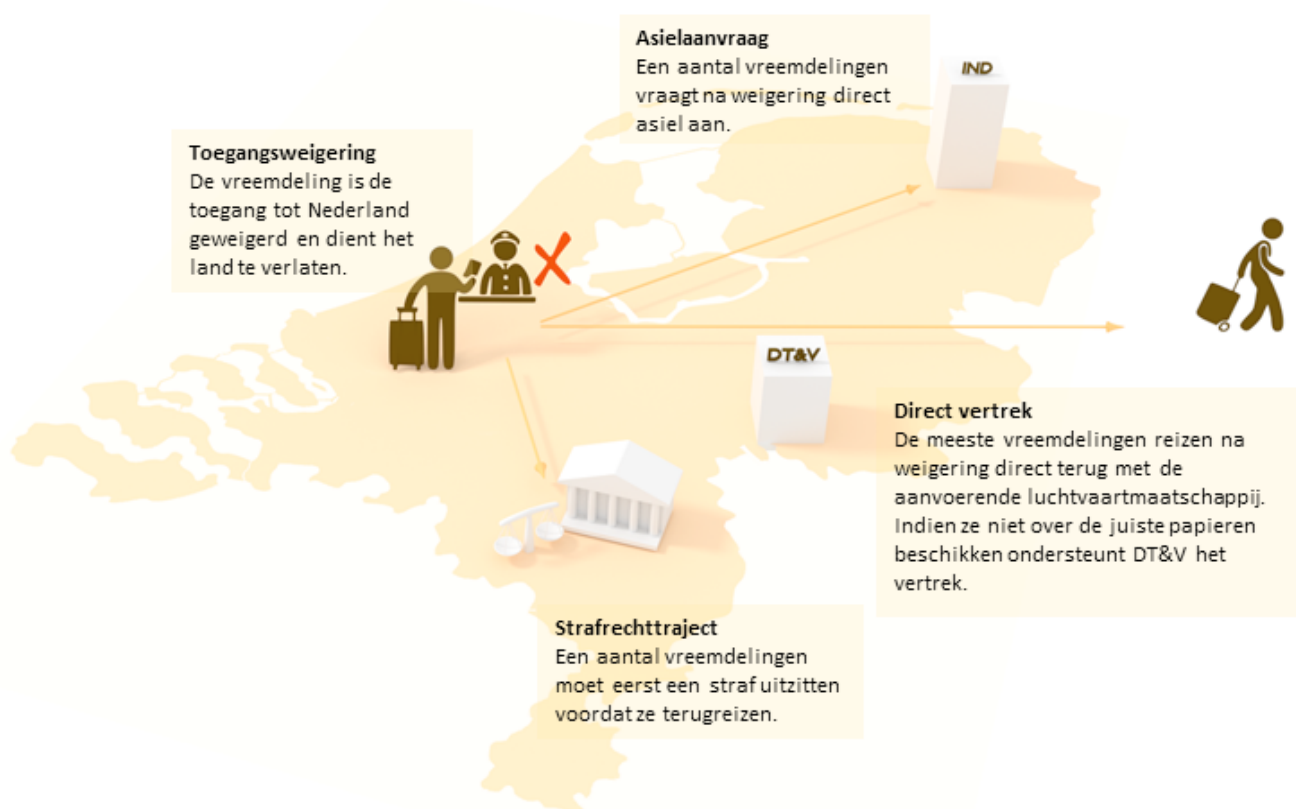 Asielaanvraag
Een aantal vreemdelingen
vraagt na weigering direct
asiel aan.
IND
Toegangsweigering
De vreemdeling is de
toegang tot Nederland
geweigerd en dient het
land te verlaten.
DT&V
Direct vertrek
De meeste vreemdelingen reizen na
weigering direct terug met de
aanvoerende luchtvaartmaatschappij.
Indien ze niet over de juiste papieren
beschikken ondersteunt DT&V het
vertrek.
Strafrechttraject
Een aantal vreemdelingen
moet eerst een straf uitzitten
voordat ze terugreizen.